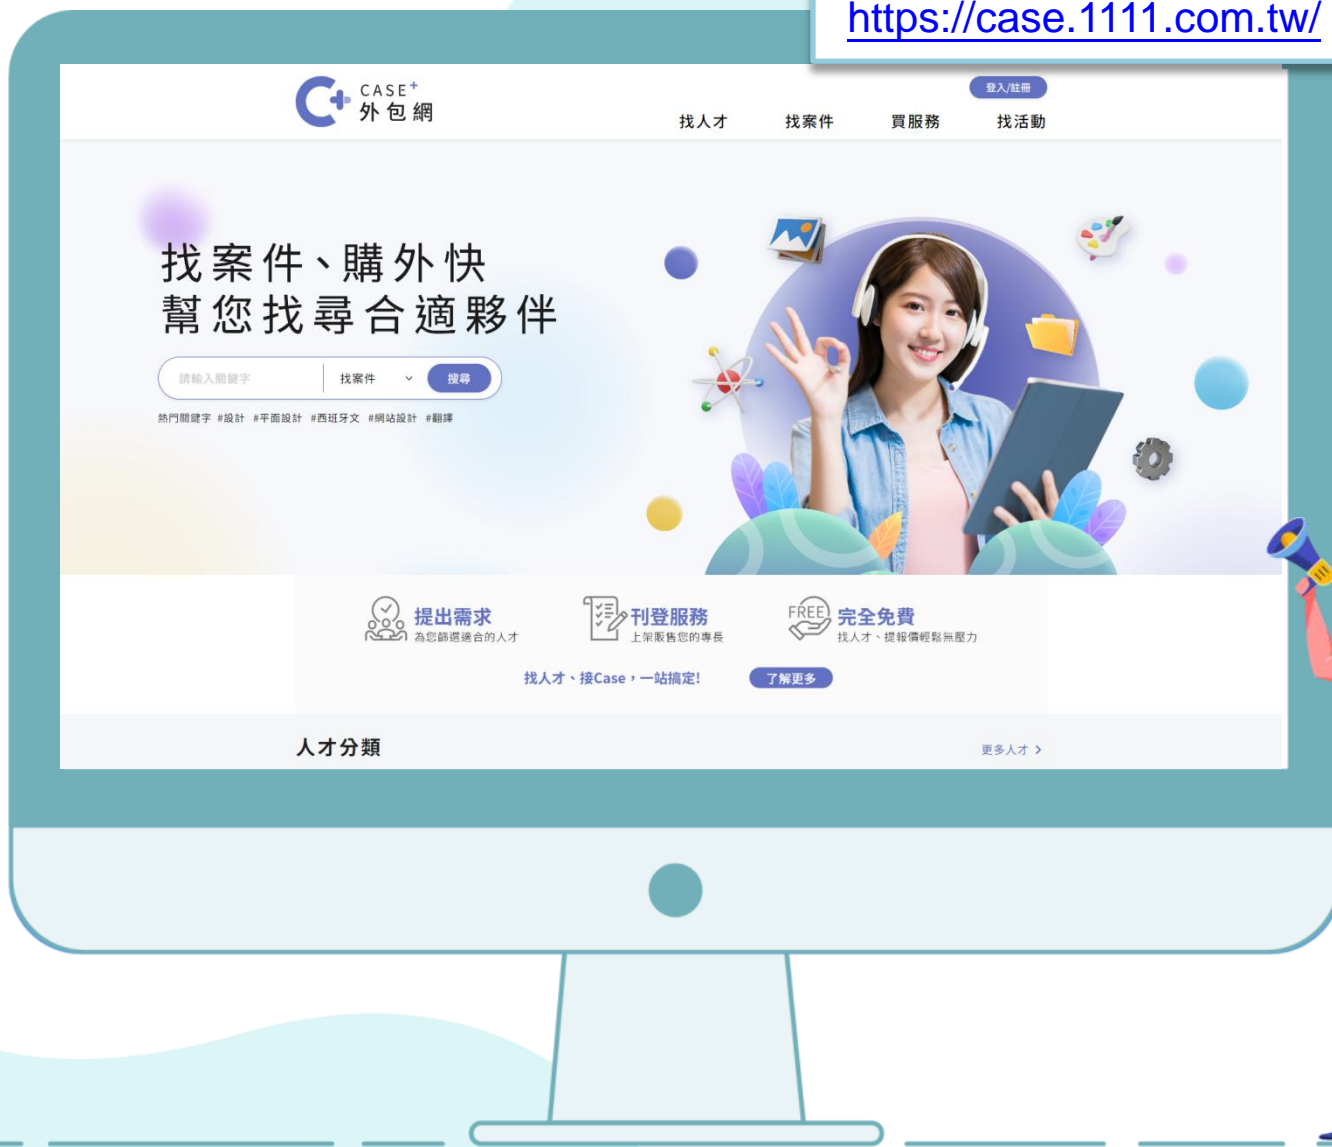 https://case.1111.com.tw/
CASE+
外包網
登入/註冊
找人才 找案件 買服務 找活動
找案件、購外快
幫您找尋合適夥伴
請輸入關鍵字 找案件 搜尋
熱門關鍵字 #設計 #平面設計 #西班牙文 #網站設計 #翻譯
提出需求
為您篩選適合的人才
刊登服務
上架販售您的專長
FREE
完全免費
找人才、提報價輕鬆無壓力
找人才、接Case，一站搞定!
了解更多
人才分類
更多人才 >